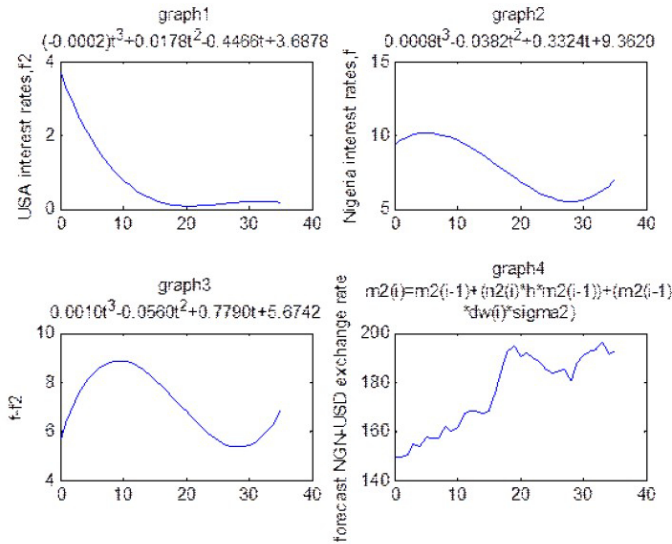 graph1
(-0.0002)t^3+0.0178t^2-0.4466t+3.6878
USA interest rates,f2
4
2
0
0 10 20 30 40
graph2
0.0008t^3-0.0382t^2+0.3324t+9.3620
Nigeria interest rates,f
15
10
5
0 10 20 30 40
graph3
0.0010t^3-0.0560t^2+0.7790t+5.6742
f-f2
10
8
6
4
0 10 20 30 40
graph4
m2(i)=m2(i-1)+(n2(i)*h*m2(i-1))+(m2(i-1)
*dw(i)*sigma2)
forecast NGN-USD exchange rate
200
180
160
140
0 10 20 30 40